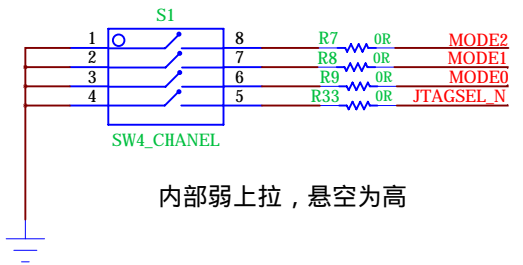 S1
1 8 R7 0R MODE2
2 7 R8 0R MODE1
3 6 R9 0R MODE0
4 5 R33 0R JTAGSEL_N
SW4_CHANEL
内部弱上拉，悬空为高